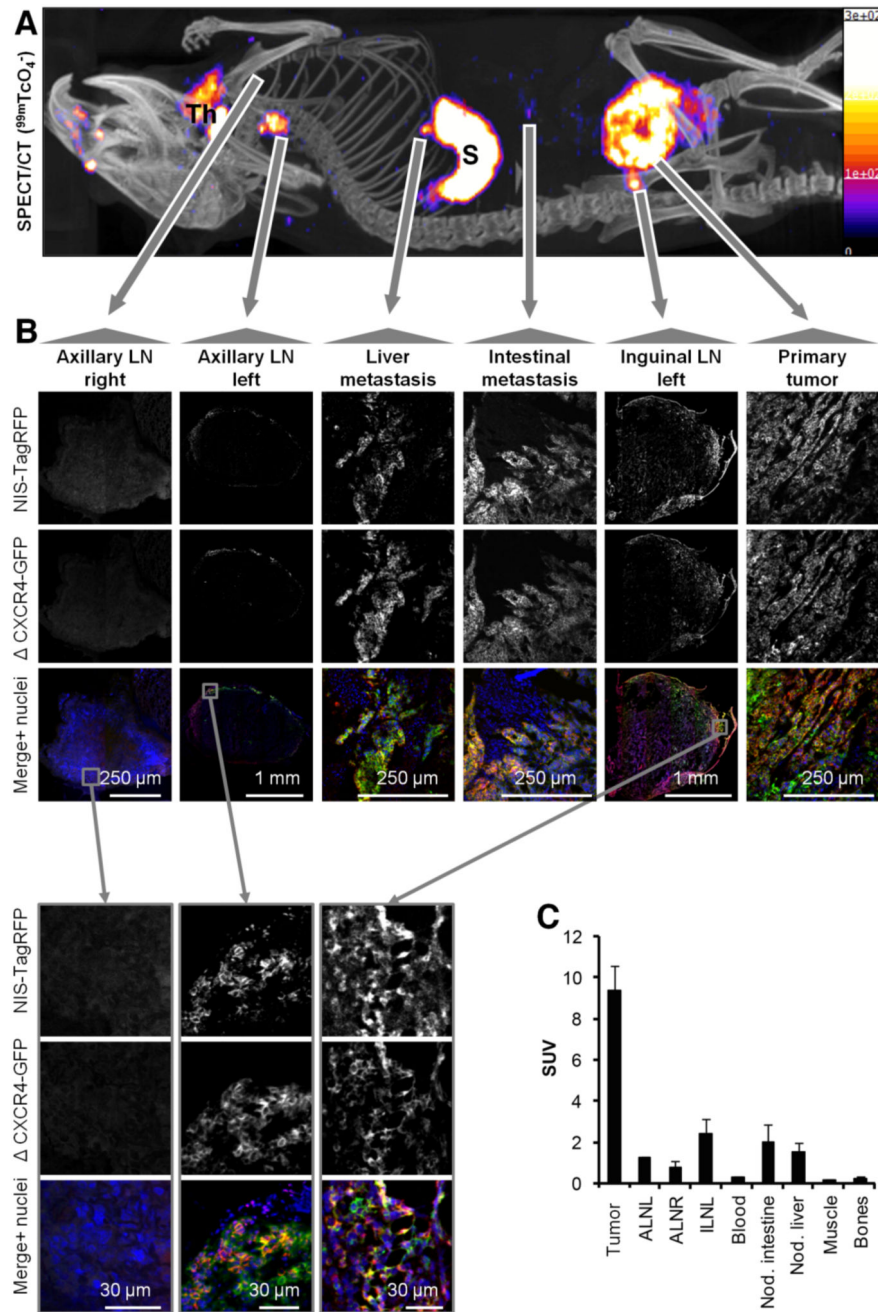 A
SPECT/CT (99mTcO4-)
Th
S
3e+02
1e+02
0
B
Axillary LN
right
Axillary LN
left
Liver
metastasis
Intestinal
metastasis
Inguinal LN
left
Primary
tumor
NIS-TagRFP
Δ CXCR4-GFP
Merge+ nuclei
250 µm
1 mm
250 µm
250 µm
1 mm
250 µm
NIS-TagRFP
Δ CXCR4-GFP
Merge+ nuclei
30 µm
30 µm
30 µm
C
SUV
12
10
8
6
4
2
0
Tumor
ALNL
ALNR
ILNL
Blood
Nod. intestine
Nod. liver
Muscle
Bones